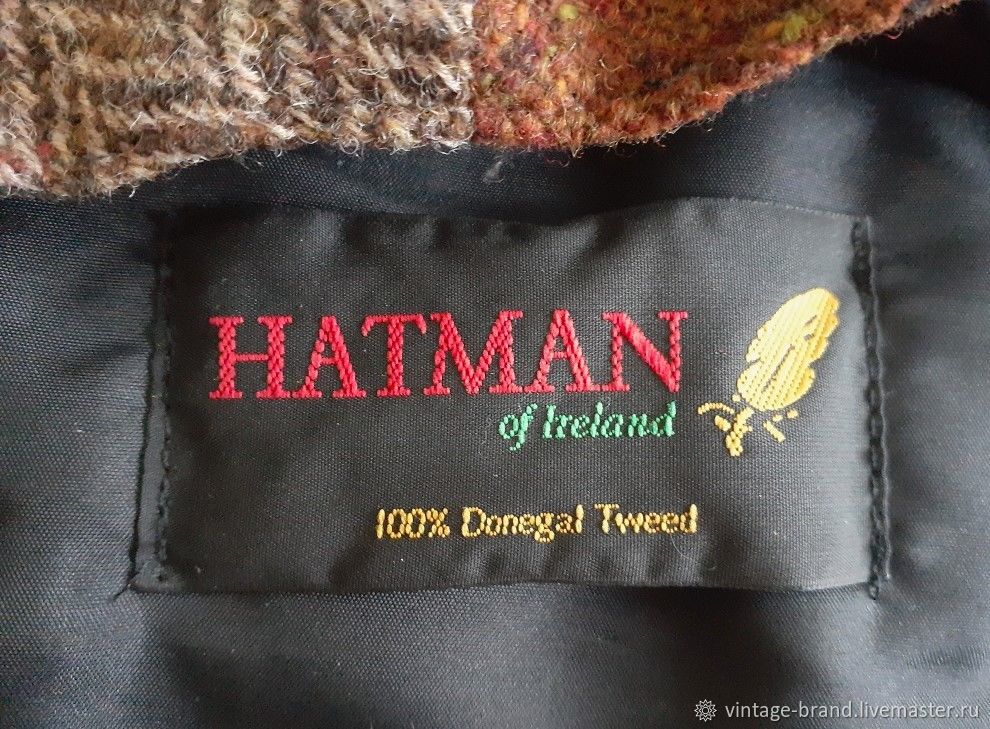 HATMAN
of Ireland
100% Donegal Tweed
vintage-brand.livemaster.ru